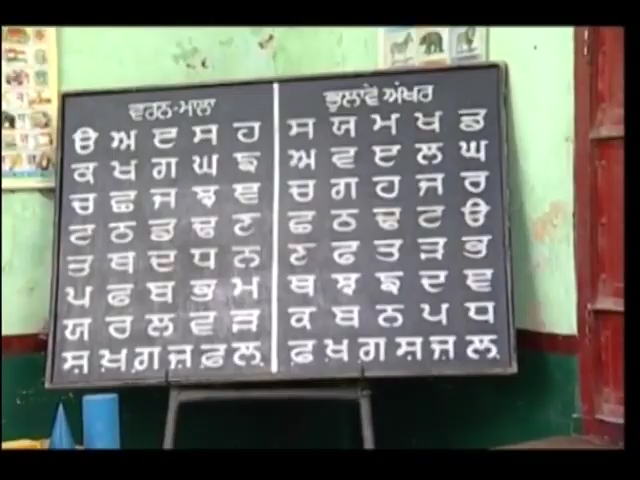 ਵਰਨ-ਮਾਲਾ
ੳ ਅ ੲ ਸ ਹ
ਕ ਖ ਗ ਘ ਙ
ਚ ਛ ਜ ਝ ਞ
ਟ ਠ ਡ ਢ ਣ
ਤ ਥ ਦ ਧ ਨ
ਪ ਫ ਬ ਭ ਮ
ਯ ਰ ਲ ਵ ੜ
ਸ਼ ਖ਼ ਗ਼ ਜ਼ ਫ਼ ਲ਼
ਭੁਲਾਵੇਂ ਅੱਖਰ
ਸ ਯ ਮ ਖ ਡ
ਅ ਵ ੲ ਲ ਘ
ਚ ਗ ਹ ਜ ਰ
ਛ ਠ ਢ ਟ ੳ
ਣ ਫ ਤ ੜ ਭ
ਥ ਝ ਙ ਦ ਞ
ਕ ਬ ਨ ਪ ਧ
ਫ਼ ਖ਼ ਗ਼ ਸ਼ ਜ਼ ਲ਼